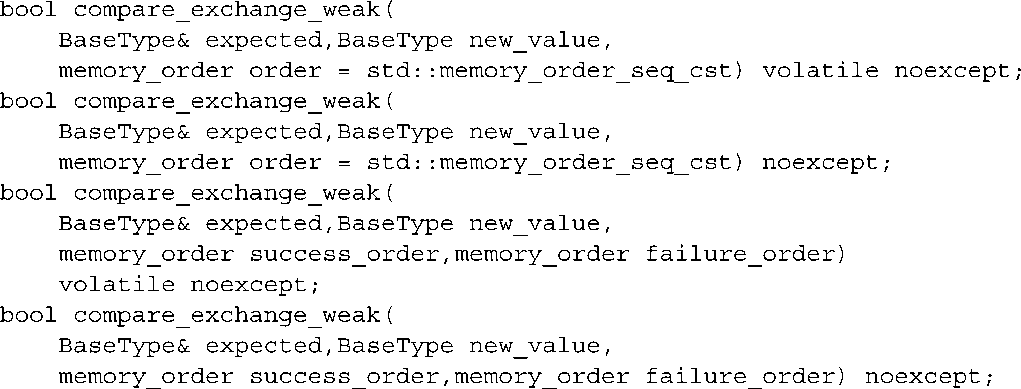 bool compare_exchange_weak(
    BaseType& expected,BaseType new_value,
    memory_order order = std::memory_order_seq_cst) volatile noexcept;
bool compare_exchange_weak(
    BaseType& expected,BaseType new_value,
    memory_order order = std::memory_order_seq_cst) noexcept;
bool compare_exchange_weak(
    BaseType& expected,BaseType new_value,
    memory_order success_order,memory_order failure_order)
    volatile noexcept;
bool compare_exchange_weak(
    BaseType& expected,BaseType new_value,
    memory_order success_order,memory_order failure_order) noexcept;